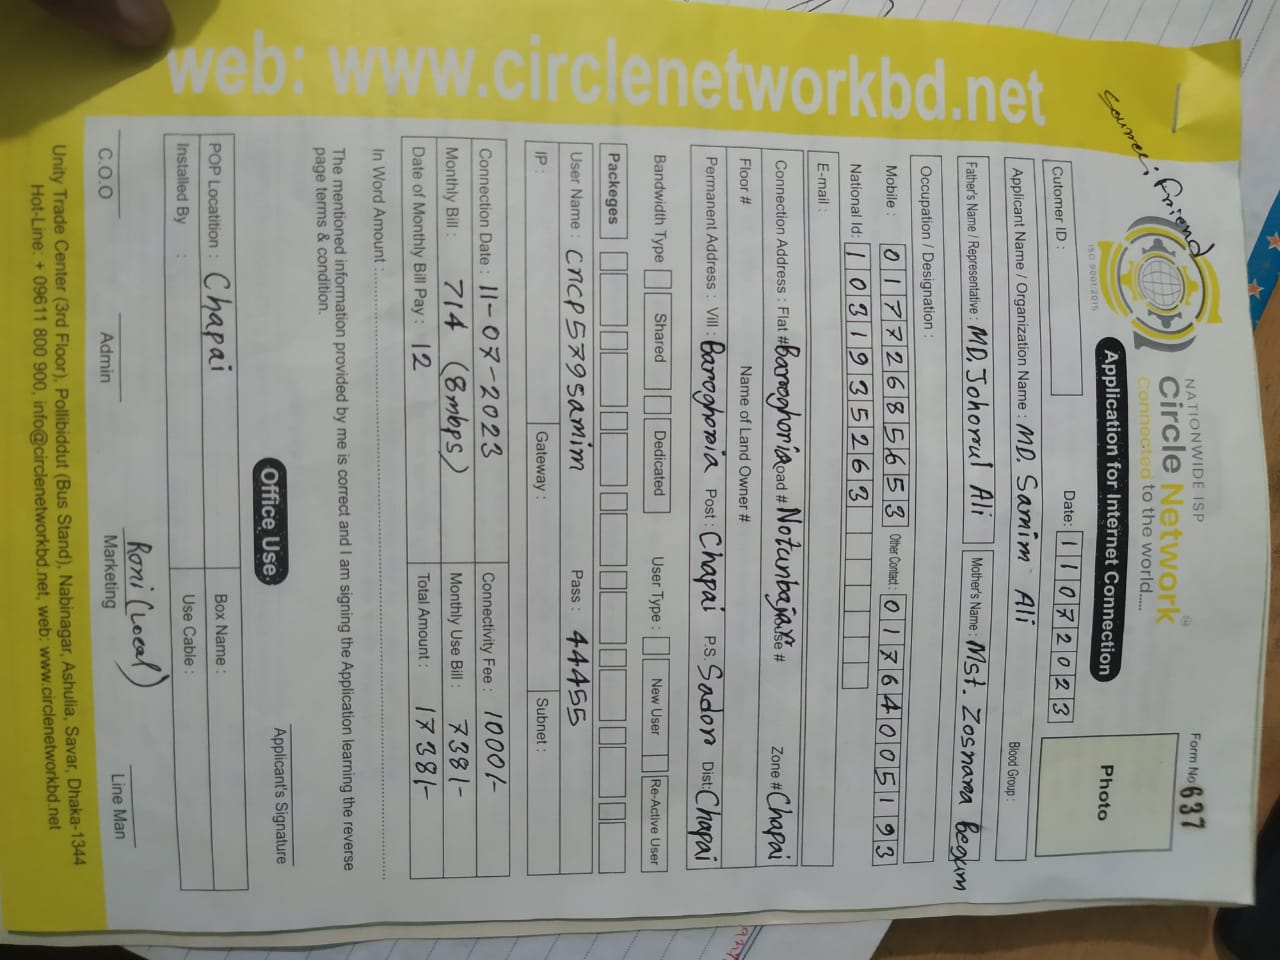 Source: friend
NATIONWIDE ISP
Circle Network
Connected to the world.....
ISO 9001:2015
Form No 637
Application for Internet Connection
Photo
Cutomer ID :
Date: 11072023
Applicant Name / Organization Name : MD. Samim Ali
Blood Group :
Father's Name / Representative : MD. Johorul Ali
Mother's Name : Mst. Zosnara Begum
Occupation / Designation :
Mobile : 01772685653 Other Contact : 01764005193
National Id: 1031935263
E-mail :
Connection Address : Flat # Baroghoria Road # Notunbajar House # Zone # Chapai
Floor # Name of Land Owner #
Permanent Address : Vill : Baroghoria Post : Chapai P.S. Sador Dist: Chapai
Bandwidth Type Shared Dedicated User Type : New User Re-Active User
Packeges
User Name : cncp579samim Pass : 44455
IP : Gateway : Subnet :
Connection Date : 11-07-2023 Connectivity Fee : 1000/-
Monthly Bill : 714 (8mbps) Monthly Use Bill : 738/-
Date of Monthly Bill Pay : 12 Total Amount : 1738/-
In Word Amount :
The mentioned information provided by me is correct and I am signing the Application learning the reverse
page terms & condition.
Applicant's Signature
Office Use:
POP Locatition : Chapai Box Name :
Installed By : Use Cable :
Roni (Local)
C.O.O Admin Marketing Line Man
Unity Trade Center (3rd Floor), Pollibiddut (Bus Stand), Nabinagar, Ashulia, Savar, Dhaka-1344
Hot-Line: + 09611 800 900, info@circlenetworkbd.net, web: www.circlenetworkbd.net
web: www.circlenetworkbd.net